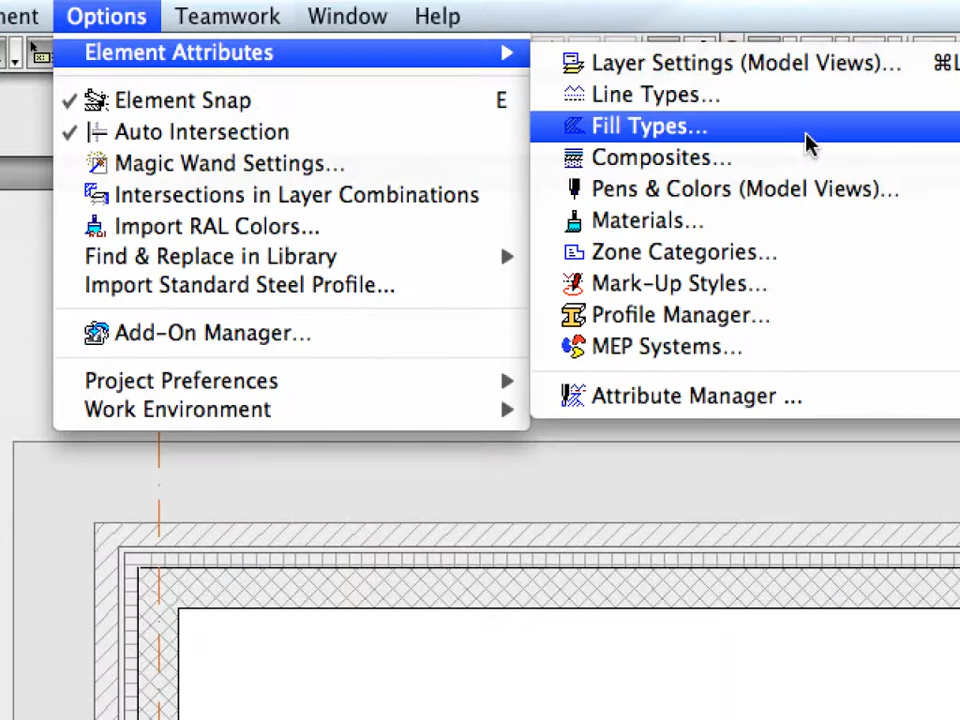 ment Options Teamwork Window Help
Element Attributes
Element Snap E
Auto Intersection
Magic Wand Settings...
Intersections in Layer Combinations
Import RAL Colors...
Find & Replace in Library
Import Standard Steel Profile...
Add-On Manager...
Project Preferences
Work Environment
Layer Settings (Model Views)... ⌘L
Line Types...
Fill Types...
Composites...
Pens & Colors (Model Views)...
Materials...
Zone Categories...
Mark-Up Styles...
Profile Manager...
MEP Systems...
Attribute Manager ...